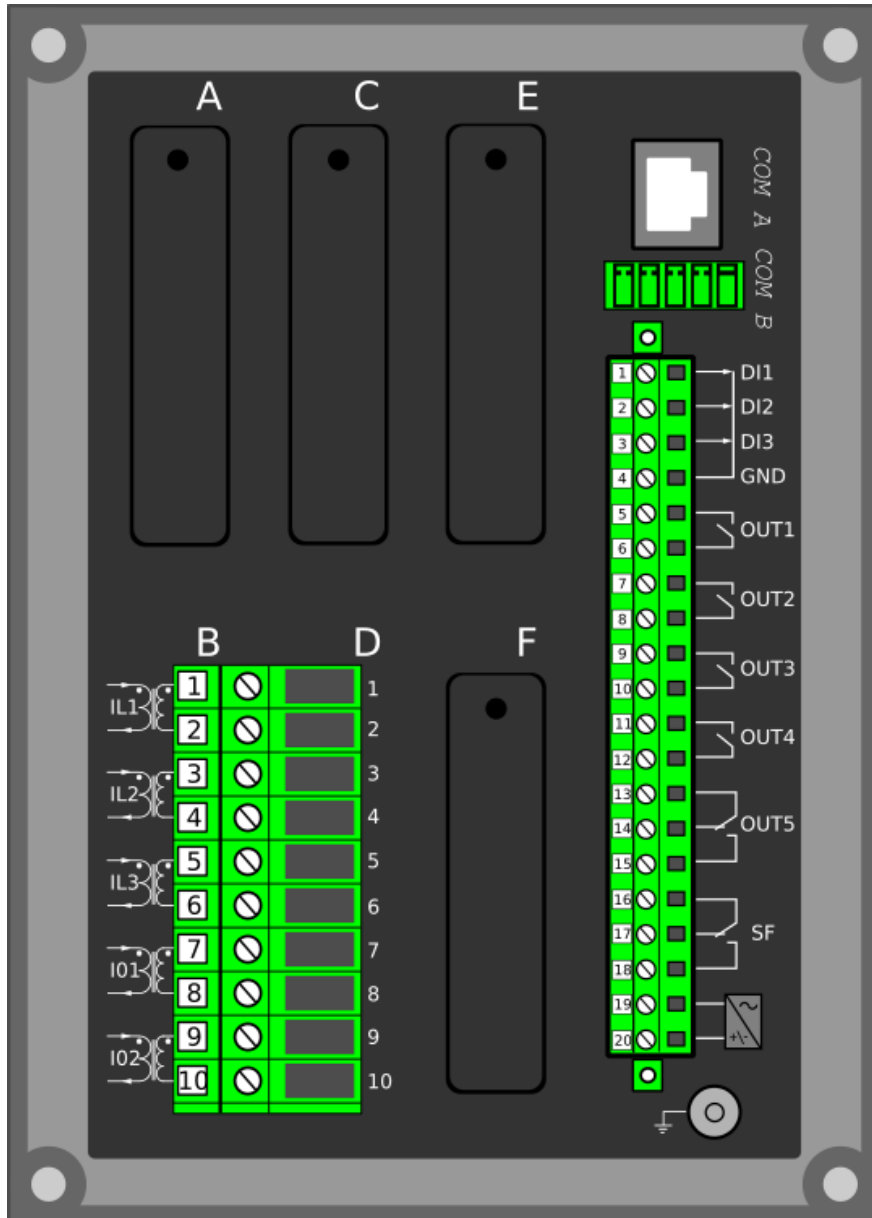 A C E
COM A
COM B
1 DI1
2 DI2
3 DI3
4 GND
5
OUT1
6
7
OUT2
8
9
OUT3
10
11
OUT4
12
13
14 OUT5
15
16
17 SF
18
19 ~
20 +/-
B D F
1 1
IL1
2 2
3 3
IL2
4 4
5 5
IL3
6 6
7 7
I01
8 8
9 9
I02
10 10